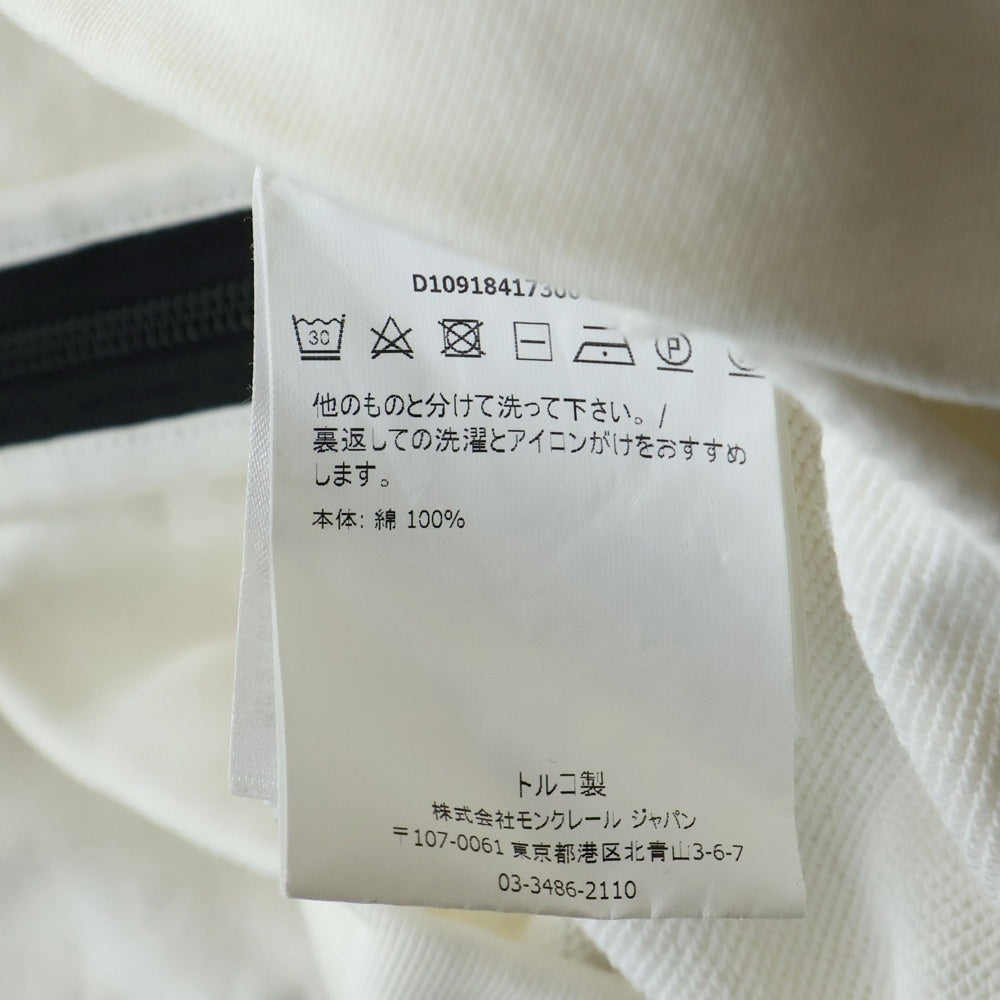 D10918417300
30
P
他のものと分けて洗って下さい。/
裏返しての洗濯とアイロンがけをおすすめ
します。
本体: 綿 100%
トルコ製
株式会社モンクレール ジャパン
〒107-0061 東京都港区北青山3-6-7
03-3486-2110